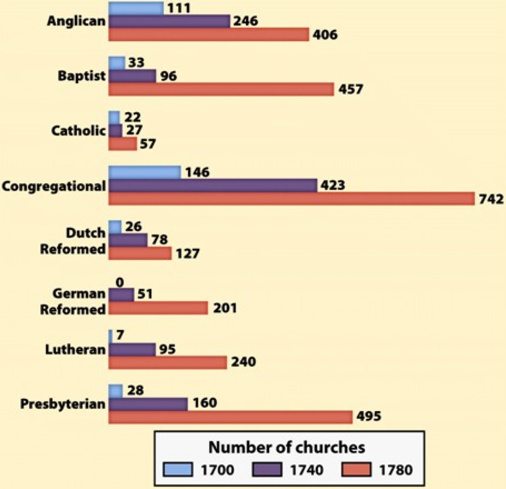 Anglican
111
246
406
Baptist
33
96
457
Catholic
22
27
57
Congregational
146
423
742
Dutch
Reformed
26
78
127
German
Reformed
0
51
201
Lutheran
7
95
240
Presbyterian
28
160
495
Number of churches
1700 1740 1780